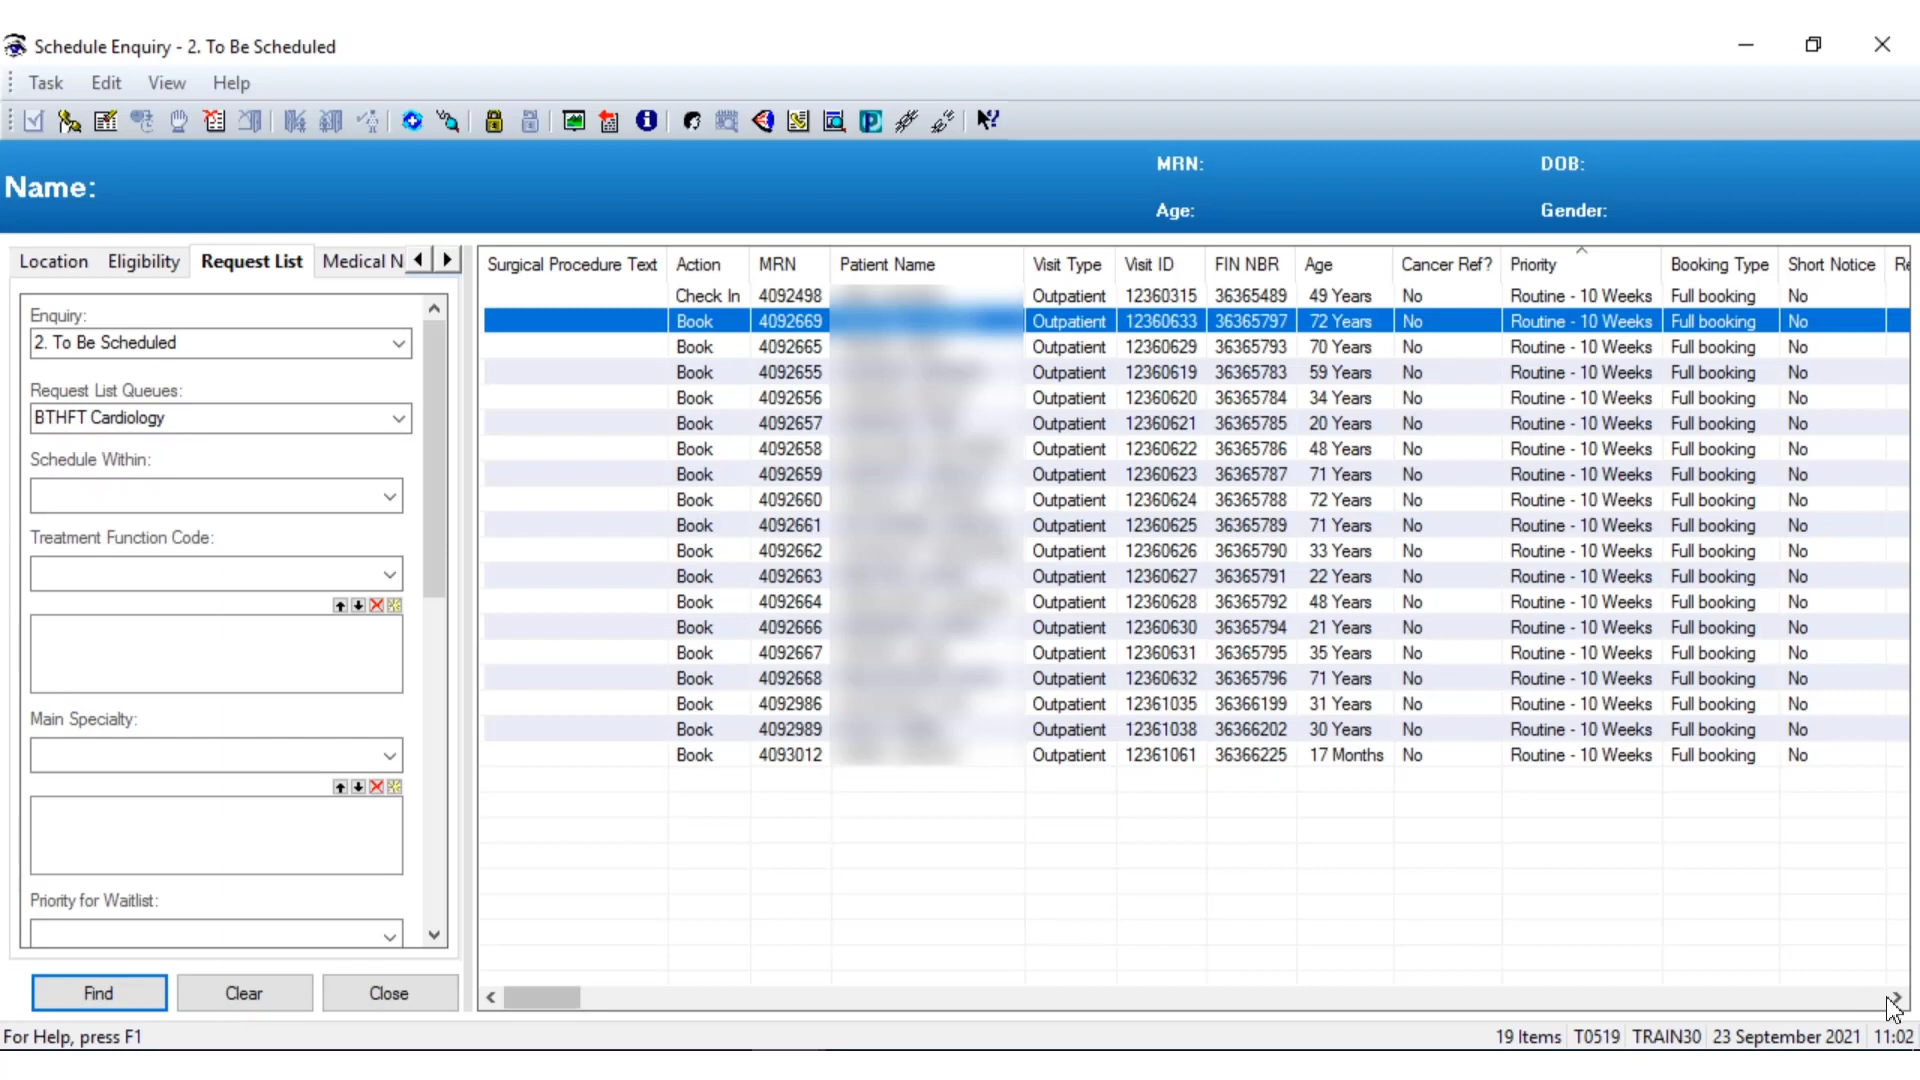 Schedule Enquiry - 2. To Be Scheduled
Task Edit View Help
MRN: DOB:
Name:
Age: Gender:
Location Eligibility Request List Medical N
Enquiry:
2. To Be Scheduled
Request List Queues:
BTHFT Cardiology
Schedule Within:
Treatment Function Code:
Main Specialty:
Priority for Waitlist:
Find Clear Close
Surgical Procedure Text Action MRN Patient Name Visit Type Visit ID FIN NBR Age Cancer Ref? Priority Booking Type Short Notice Re
Check In 4092498 Outpatient 12360315 36365489 49 Years No Routine - 10 Weeks Full booking No
Book 4092669 Outpatient 12360633 36365797 72 Years No Routine - 10 Weeks Full booking No
Book 4092665 Outpatient 12360629 36365793 70 Years No Routine - 10 Weeks Full booking No
Book 4092655 Outpatient 12360619 36365783 59 Years No Routine - 10 Weeks Full booking No
Book 4092656 Outpatient 12360620 36365784 34 Years No Routine - 10 Weeks Full booking No
Book 4092657 Outpatient 12360621 36365785 20 Years No Routine - 10 Weeks Full booking No
Book 4092658 Outpatient 12360622 36365786 48 Years No Routine - 10 Weeks Full booking No
Book 4092659 Outpatient 12360623 36365787 71 Years No Routine - 10 Weeks Full booking No
Book 4092660 Outpatient 12360624 36365788 72 Years No Routine - 10 Weeks Full booking No
Book 4092661 Outpatient 12360625 36365789 71 Years No Routine - 10 Weeks Full booking No
Book 4092662 Outpatient 12360626 36365790 33 Years No Routine - 10 Weeks Full booking No
Book 4092663 Outpatient 12360627 36365791 22 Years No Routine - 10 Weeks Full booking No
Book 4092664 Outpatient 12360628 36365792 48 Years No Routine - 10 Weeks Full booking No
Book 4092666 Outpatient 12360630 36365794 21 Years No Routine - 10 Weeks Full booking No
Book 4092667 Outpatient 12360631 36365795 35 Years No Routine - 10 Weeks Full booking No
Book 4092668 Outpatient 12360632 36365796 71 Years No Routine - 10 Weeks Full booking No
Book 4092986 Outpatient 12361035 36366199 31 Years No Routine - 10 Weeks Full booking No
Book 4092989 Outpatient 12361038 36366202 30 Years No Routine - 10 Weeks Full booking No
Book 4093012 Outpatient 12361061 36366225 17 Months No Routine - 10 Weeks Full booking No
For Help, press F1 19 Items T0519 TRAIN30 23 September 2021 11:02